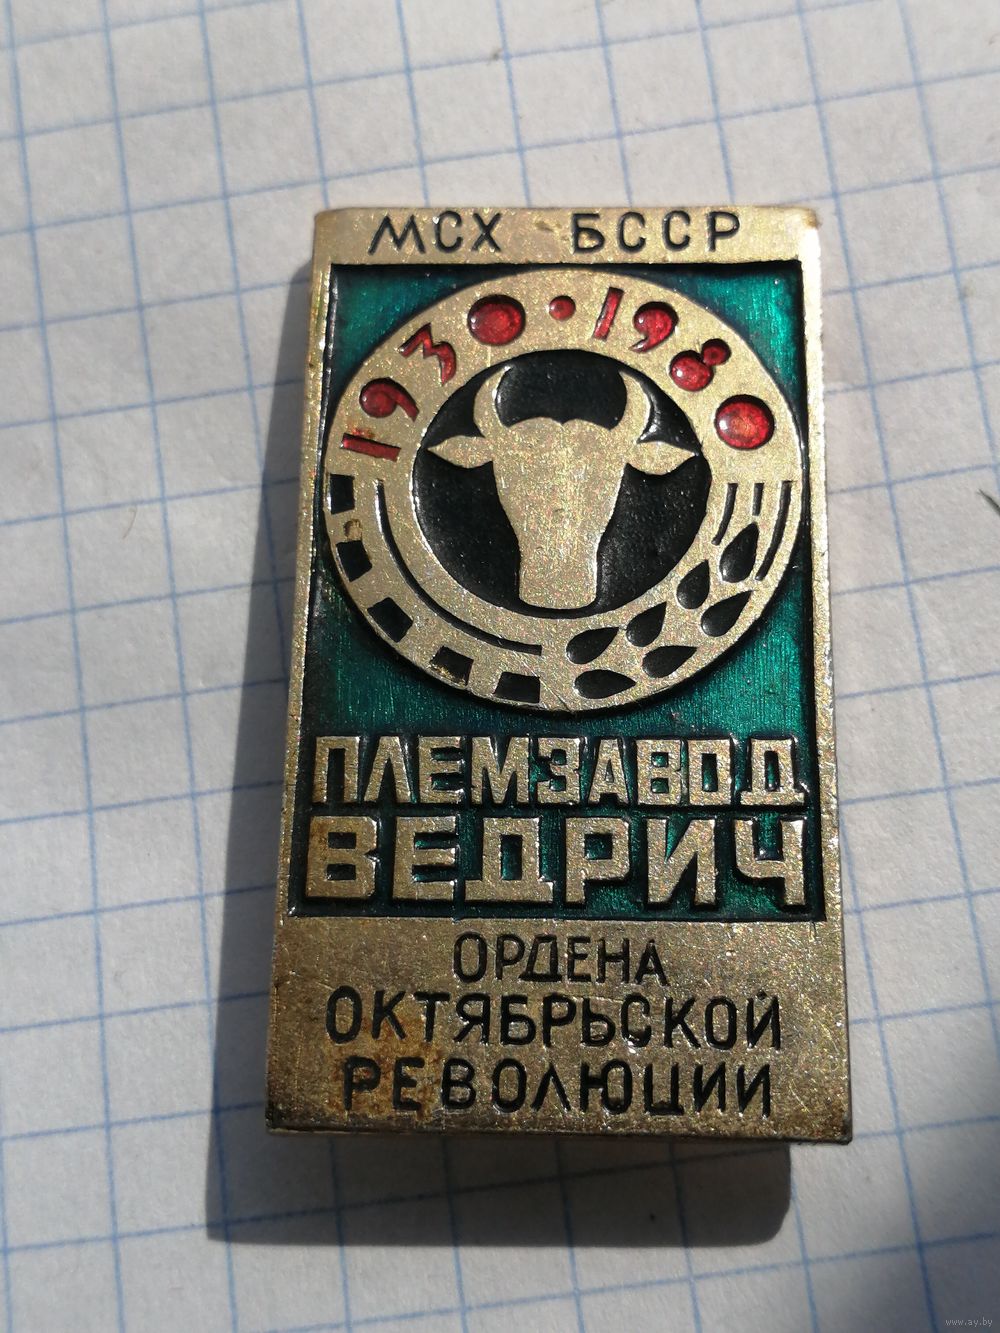 МСХ БССР
1930 · 1980
ПЛЕМЗАВОД
ВЕДРИЧ
ОРДЕНА
ОКТЯБРЬСКОЙ
РЕВОЛЮЦИИ
www.ay.by